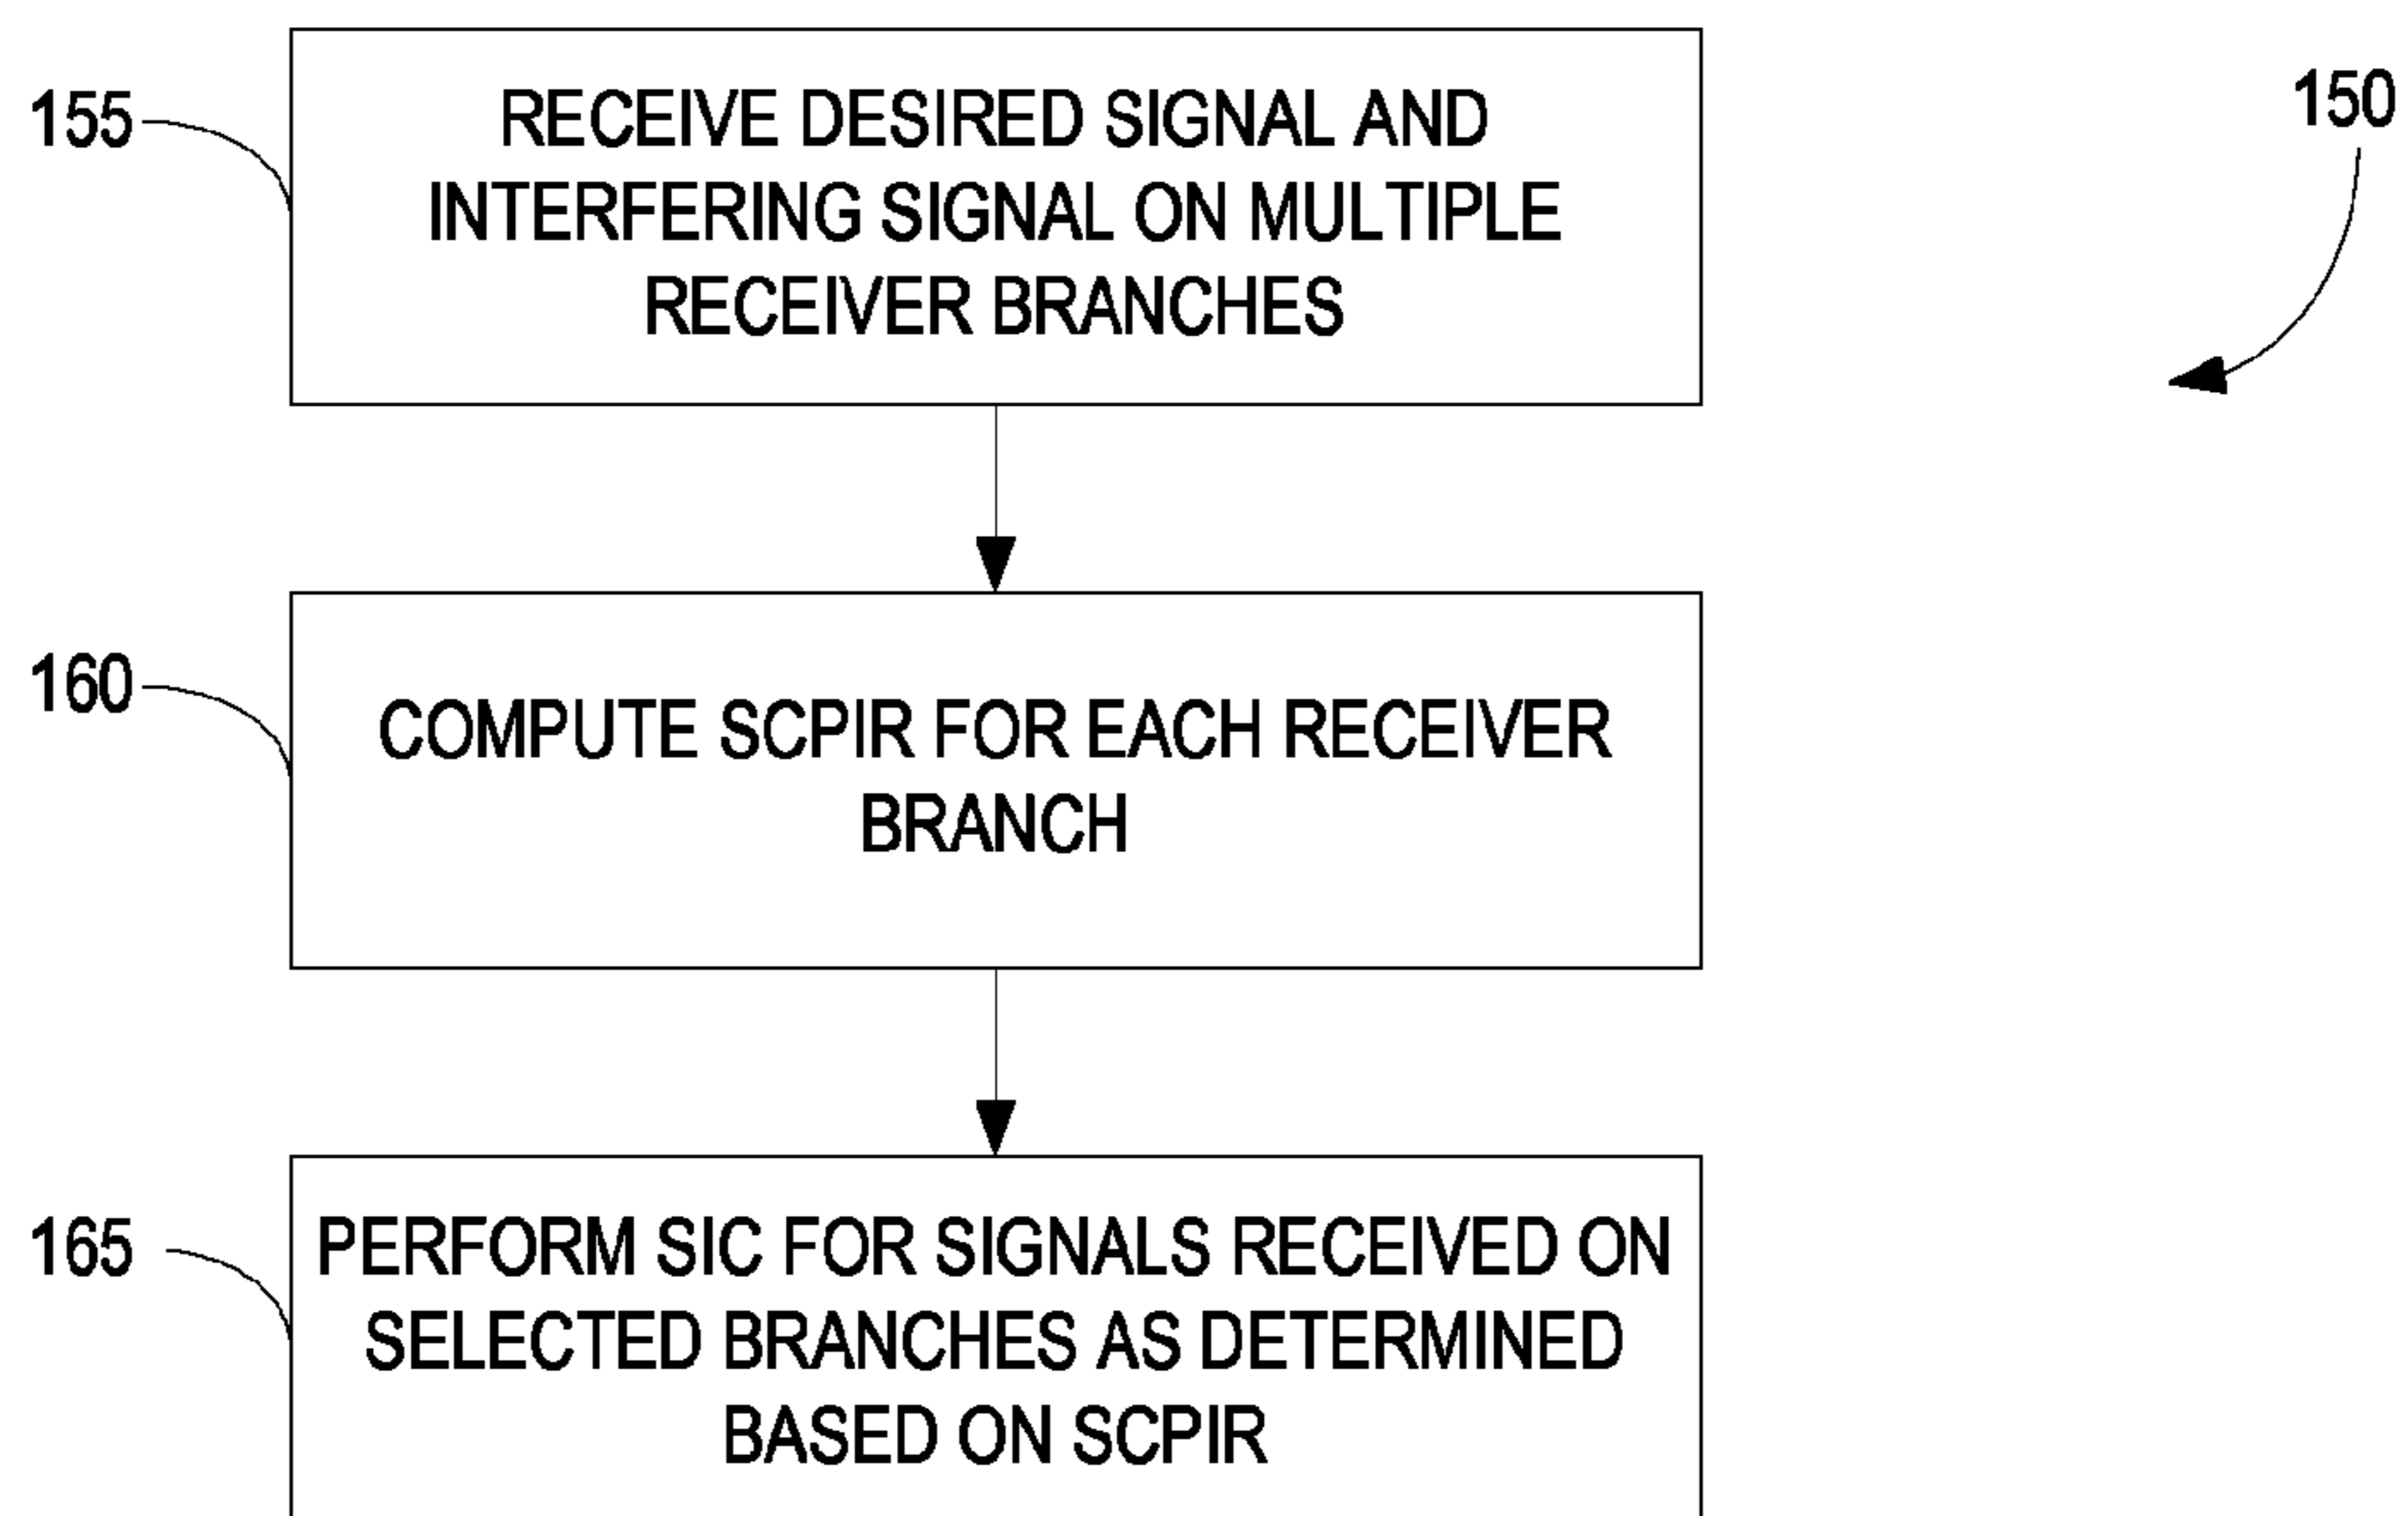 155
RECEIVE DESIRED SIGNAL AND
INTERFERING SIGNAL ON MULTIPLE
RECEIVER BRANCHES
150
160
COMPUTE SCPIR FOR EACH RECEIVER
BRANCH
165
PERFORM SIC FOR SIGNALS RECEIVED ON
SELECTED BRANCHES AS DETERMINED
BASED ON SCPIR